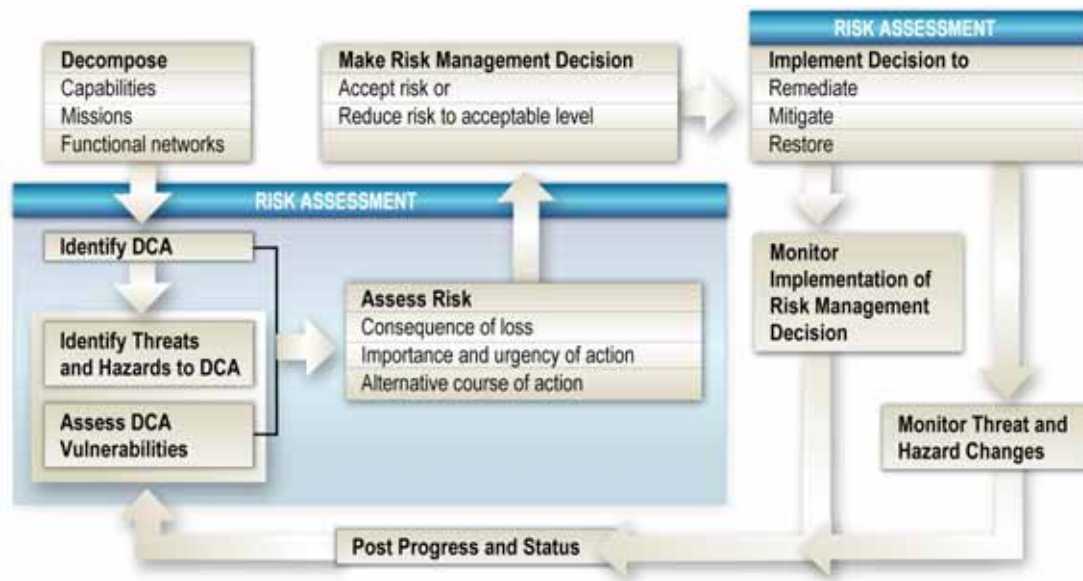 Decompose
Capabilities
Missions
Functional networks
Make Risk Management Decision
Accept risk or
Reduce risk to acceptable level
RISK ASSESSMENT
Implement Decision to
Remediate
Mitigate
Restore
RISK ASSESSMENT
Identify DCA
Identify Threats
and Hazards to DCA
Assess DCA
Vulnerabilities
Assess Risk
Consequence of loss
Importance and urgency of action
Alternative course of action
Monitor
Implementation of
Risk Management
Decision
Monitor Threat and
Hazard Changes
Post Progress and Status